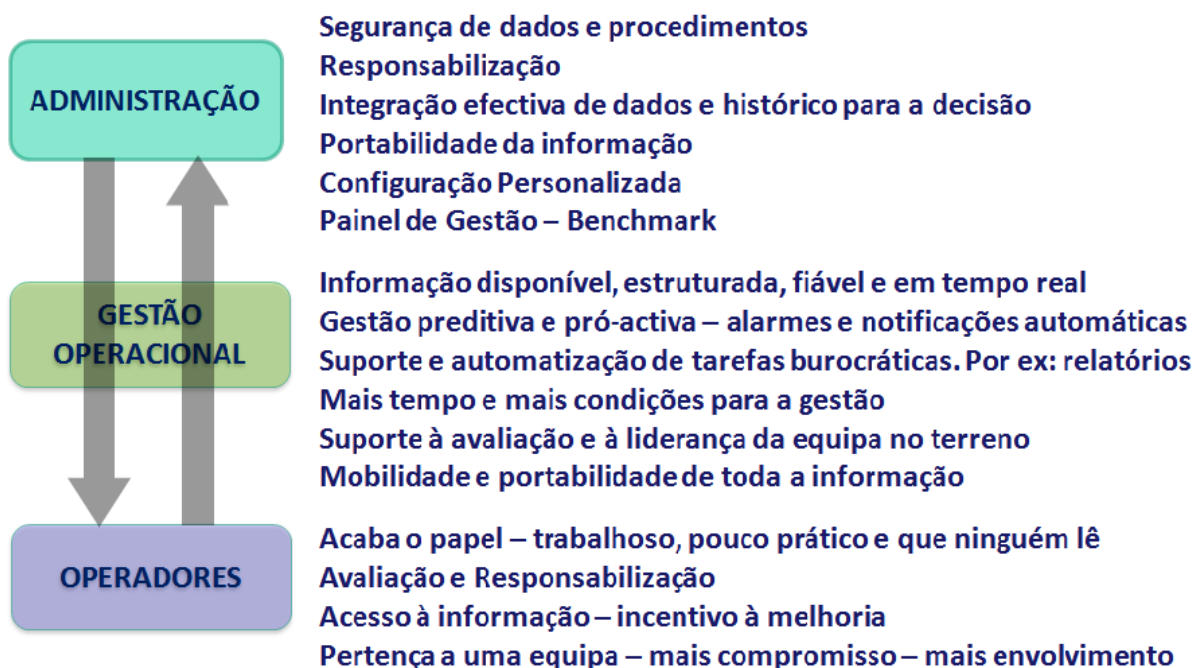 ADMINISTRAÇÃO
Segurança de dados e procedimentos
Responsabilização
Integração efectiva de dados e histórico para a decisão
Portabilidade da informação
Configuração Personalizada
Painel de Gestão – Benchmark
GESTÃO
OPERACIONAL
Informação disponível, estruturada, fiável e em tempo real
Gestão preditiva e pró-activa – alarmes e notificações automáticas
Suporte e automatização de tarefas burocráticas. Por ex: relatórios
Mais tempo e mais condições para a gestão
Suporte à avaliação e à liderança da equipa no terreno
Mobilidade e portabilidade de toda a informação
OPERADORES
Acaba o papel – trabalhoso, pouco prático e que ninguém lê
Avaliação e Responsabilização
Acesso à informação – incentivo à melhoria
Pertença a uma equipa – mais compromisso – mais envolvimento